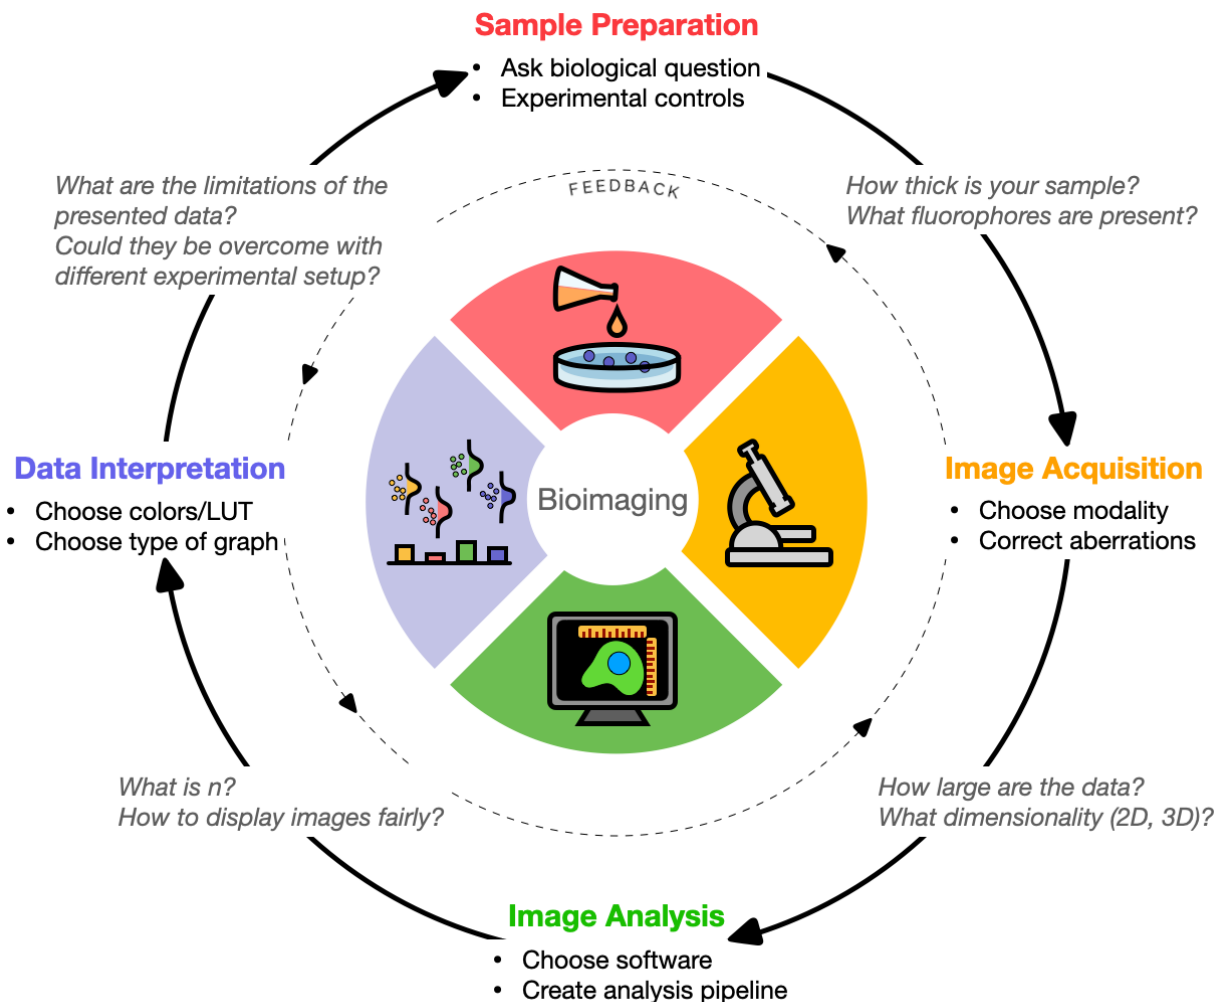 Sample Preparation
• Ask biological question
• Experimental controls
FEEDBACK
How thick is your sample?
What fluorophores are present?
Image Acquisition
• Choose modality
• Correct aberrations
How large are the data?
What dimensionality (2D, 3D)?
Image Analysis
• Choose software
• Create analysis pipeline
What is n?
How to display images fairly?
Data Interpretation
• Choose colors/LUT
• Choose type of graph
What are the limitations of the
presented data?
Could they be overcome with
different experimental setup?
Bioimaging